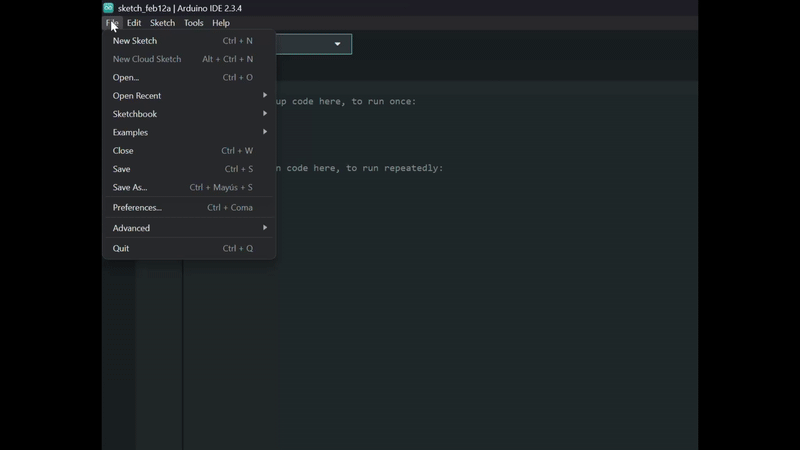 sketch_feb12a | Arduino IDE 2.3.4
File Edit Sketch Tools Help
New Sketch Ctrl + N
New Cloud Sketch Alt + Ctrl + N
Open... Ctrl + O
Open Recent
Sketchbook
Examples
Close Ctrl + W
Save Ctrl + S
Save As... Ctrl + Mayús + S
Preferences... Ctrl + Coma
Advanced
Quit Ctrl + Q
up code here, to run once:
n code here, to run repeatedly: